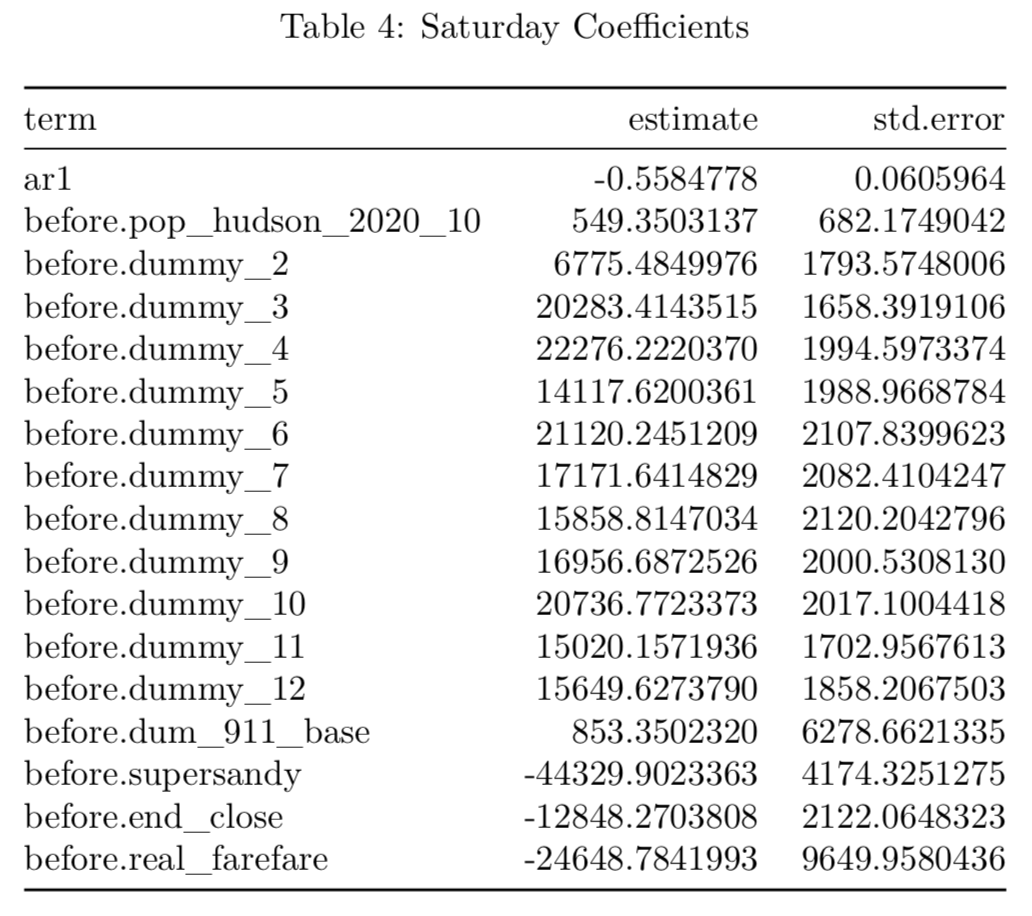 Table 4: Saturday Coefficients
term estimate std.error
ar1 -0.5584778 0.0605964
before.pop_hudson_2020_10 549.3503137 682.1749042
before.dummy_2 6775.4849976 1793.5748006
before.dummy_3 20283.4143515 1658.3919106
before.dummy_4 22276.2220370 1994.5973374
before.dummy_5 14117.6200361 1988.9668784
before.dummy_6 21120.2451209 2107.8399623
before.dummy_7 17171.6414829 2082.4104247
before.dummy_8 15858.8147034 2120.2042796
before.dummy_9 16956.6872526 2000.5308130
before.dummy_10 20736.7723373 2017.1004418
before.dummy_11 15020.1571936 1702.9567613
before.dummy_12 15649.6273790 1858.2067503
before.dum_911_base 853.3502320 6278.6621335
before.supersandy -44329.9023363 4174.3251275
before.end_close -12848.2703808 2122.0648323
before.real_farefare -24648.7841993 9649.9580436